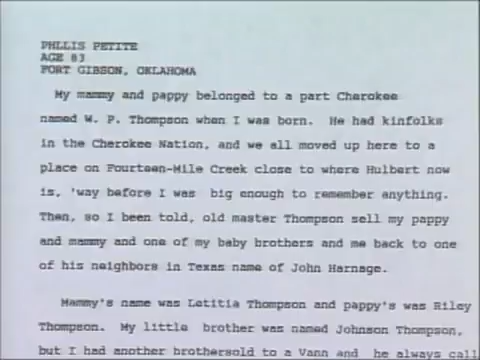 PHLLIS PETITE
AGE 83
FORT GIBSON, OKLAHOMA
My mammy and pappy belonged to a part Cherokee
named W. P. Thompson when I was born. He had kinfolks
in the Cherokee Nation, and we all moved up here to a
place on Fourteen-Mile Creek close to where Hulbert now
is, 'way before I was big enough to remember anything.
Then, so I been told, old master Thompson sell my pappy
and mammy and one of my baby brothers and me back to one
of his neighbors in Texas name of John Harnage.
Mammy's name was Letitia Thompson and pappy's was Riley
Thompson. My little brother was named Johnson Thompson,
but I had another brothersold to a Vann and he always call